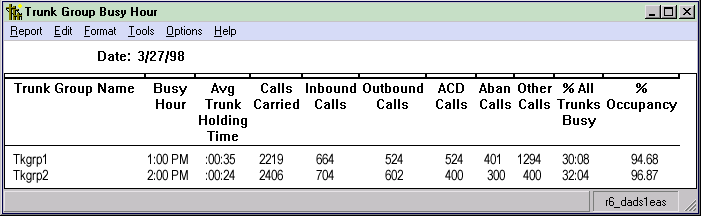 Trunk Group Busy Hour
Report Edit Format Tools Options Help
Date: 3/27/98
Trunk Group Name Busy Avg Calls Inbound Outbound ACD Aban Other % All %
Hour Trunk Carried Calls Calls Calls Calls Calls Trunks Occupancy
Holding Busy
Time
Tkgrp1 1:00 PM :00:35 2219 664 524 524 401 1294 30:08 94.68
Tkgrp2 2:00 PM :00:24 2406 704 602 400 300 400 32:04 96.87
r6_dads1eas